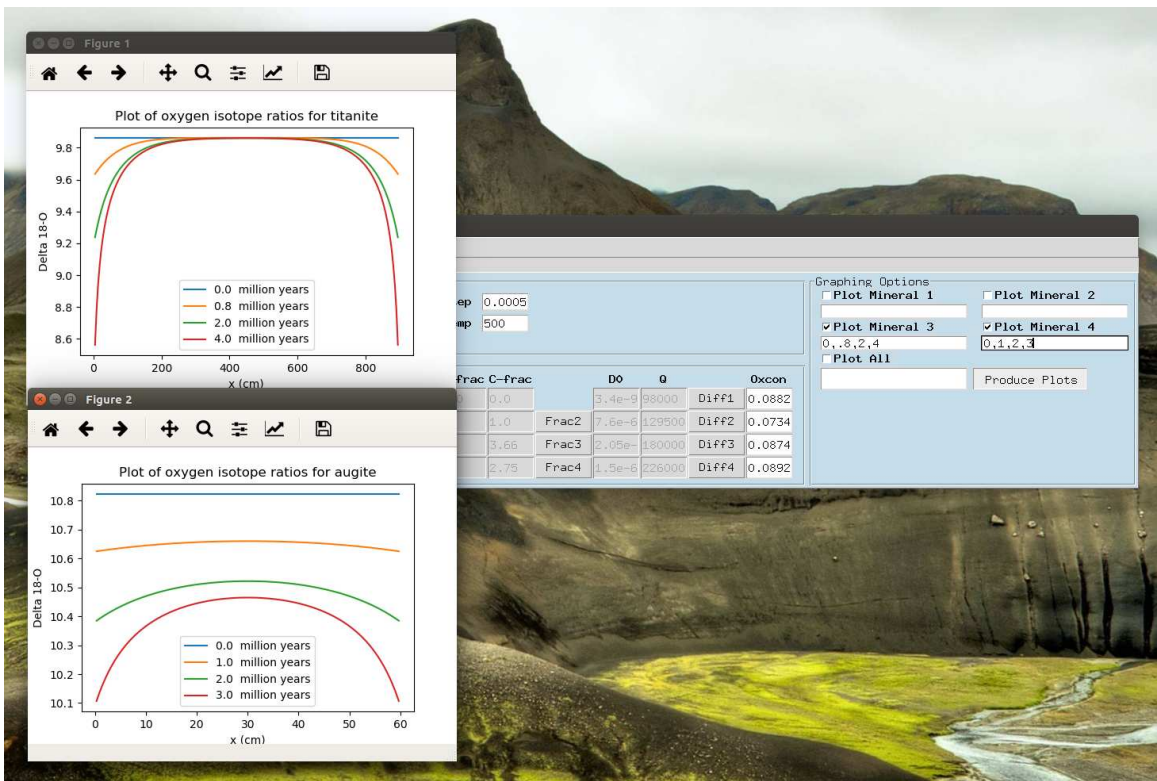 Figure 1
Plot of oxygen isotope ratios for titanite
Delta 18-O
9.8
9.6
9.4
9.2
9.0
8.8
8.6
0.0 million years
0.8 million years
2.0 million years
4.0 million years
0 200 400 600 800
x (cm)
Figure 2
Plot of oxygen isotope ratios for augite
Delta 18-O
10.8
10.7
10.6
10.5
10.4
10.3
10.2
10.1
0.0 million years
1.0 million years
2.0 million years
3.0 million years
0 10 20 30 40 50 60
x (cm)
ep 0.0005
mp 500
frac C-frac D0 Q Oxcon
0 0.0 3.4e-9 98000 Diff1 0.0882
1.0 Frac2 7.6e-6 129500 Diff2 0.0734
3.66 Frac3 2.05e- 180000 Diff3 0.0874
2.75 Frac4 1.5e-6 226000 Diff4 0.0892
Graphing Options
Plot Mineral 1 Plot Mineral 2
Plot Mineral 3 Plot Mineral 4
0,.8,2,4 0,1,2,3
Plot All
Produce Plots